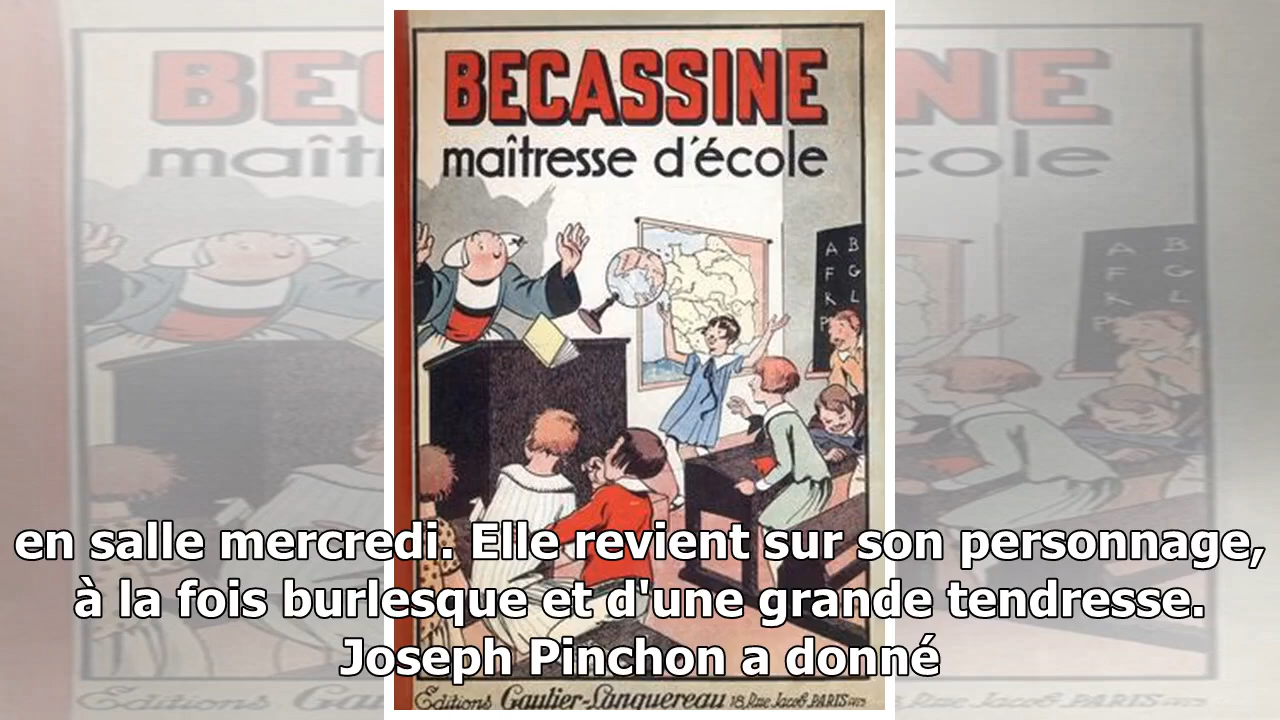 BECASSINE
maîtresse d'école
A B
F G
R L
en salle mercredi. Elle revient sur son personnage,
à la fois burlesque et d'une grande tendresse.
Joseph Pinchon a donné
Editions Gautier-Languereau 18, Rue Jacob PARIS